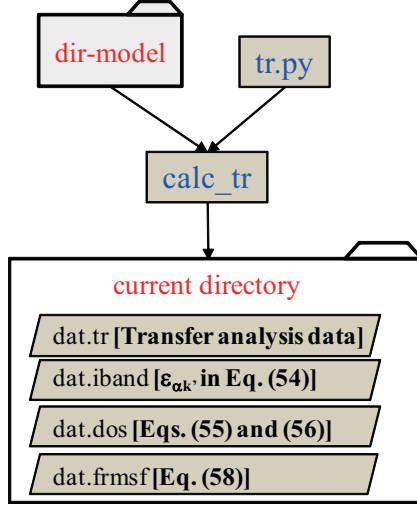 dir-model
tr.py
calc_tr
current directory
dat.tr [Transfer analysis data]
dat.iband [εαk, in Eq. (54)]
dat.dos [Eqs. (55) and (56)]
dat.frmsf [Eq. (58)]